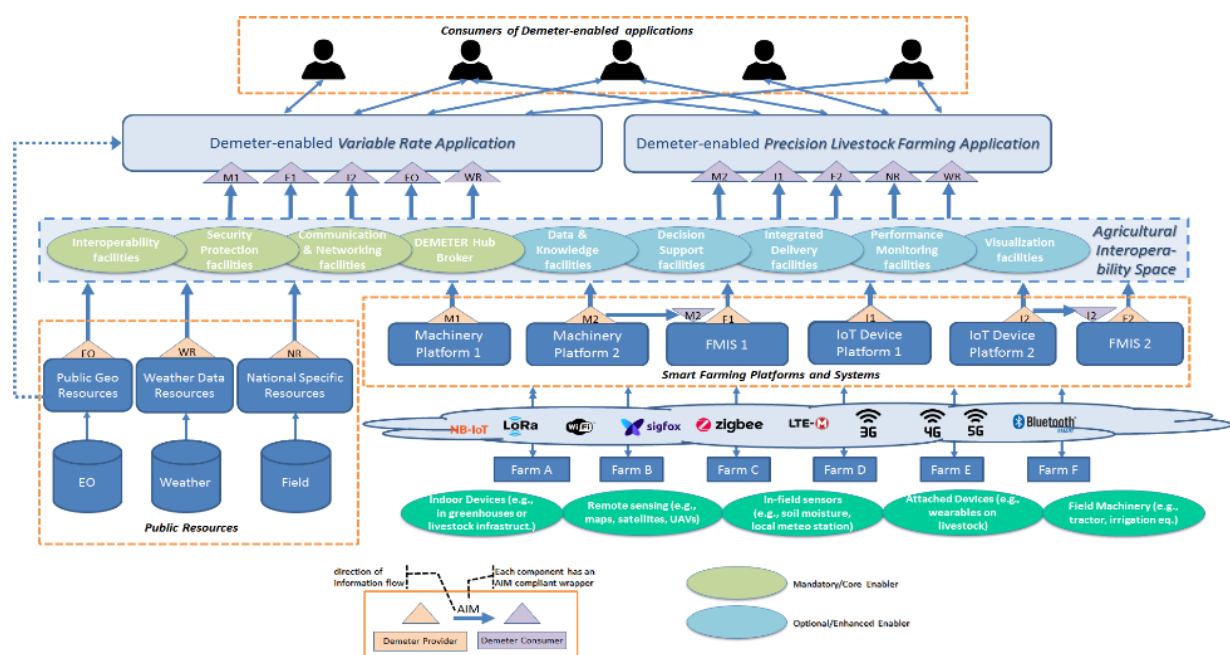 Consumers of Demeter-enabled applications
Demeter-enabled Variable Rate Application
Demeter-enabled Precision Livestock Farming Application
M1
F1
I2
EO
WR
M2
I1
F2
NR
WR
Interoperability
facilities
Security
Protection
facilities
Communication
& Networking
facilities
DEMETER Hub
Broker
Data &
Knowledge
facilities
Decision
Support
facilities
Integrated
Delivery
facilities
Performance
Monitoring
facilities
Visualization
facilities
Agricultural
Interopera-
bility Space
EO
WR
NR
Public Geo
Resources
Weather Data
Resources
National Specific
Resources
EO
Weather
Field
Public Resources
M1
M2
M2
F1
I1
I2
I2
F2
Machinery
Platform 1
Machinery
Platform 2
FMIS 1
IoT Device
Platform 1
IoT Device
Platform 2
FMIS 2
Smart Farming Platforms and Systems
NB-IoT
LoRa
WiFi
sigfox
zigbee
LTE-M
3G
4G
5G
Bluetooth
Farm A
Farm B
Farm C
Farm D
Farm E
Farm F
Indoor Devices (e.g.,
in greenhouses or
livestock infrastruct.)
Remote sensing (e.g.,
maps, satellites, UAVs)
In-field sensors
(e.g., soil moisture,
local meteo station)
Attached Devices (e.g.,
wearables on
livestock)
Field Machinery (e.g.,
tractor, irrigation eq.)
direction of
Information flow
Each component has an
AIM compliant wrapper
AIM
Demeter Provider
Demeter Consumer
Mandatory/Core Enabler
Optional/Enhanced Enabler